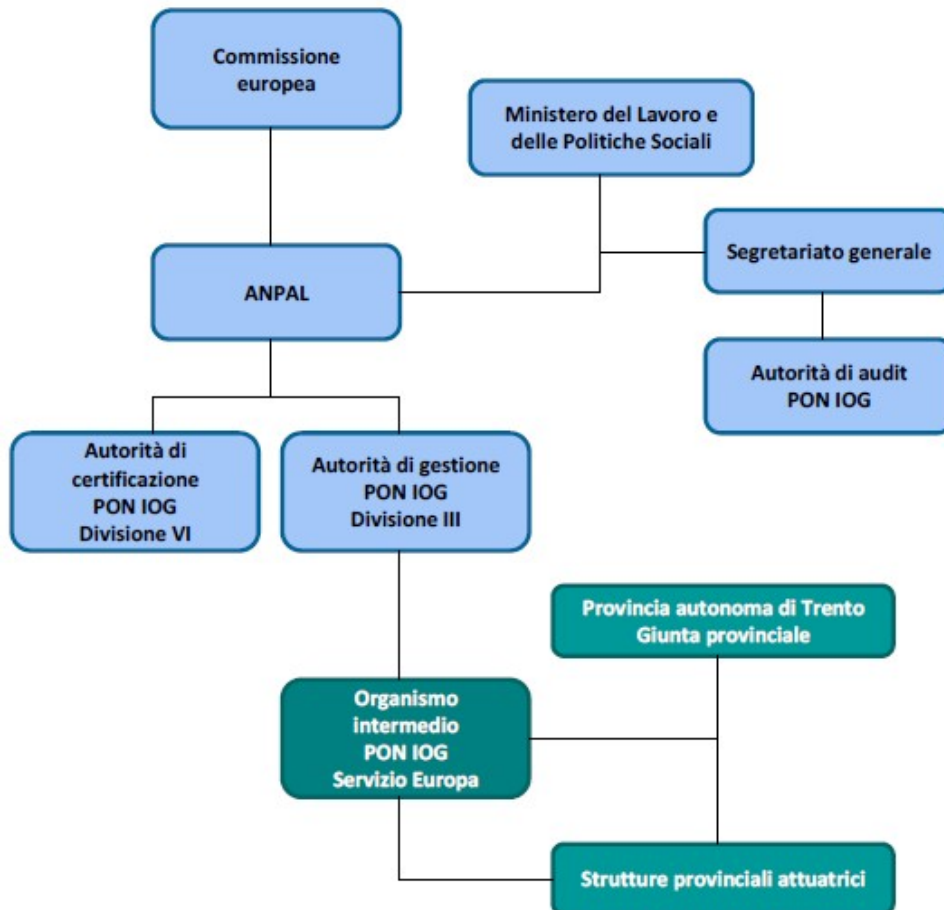 Commissione
europea
Ministero del Lavoro e
delle Politiche Sociali
Segretariato generale
ANPAL
Autorità di audit
PON IOG
Autorità di
certificazione
PON IOG
Divisione VI
Autorità di gestione
PON IOG
Divisione III
Provincia autonoma di Trento
Giunta provinciale
Organismo
intermedio
PON IOG
Servizio Europa
Strutture provinciali attuatrici